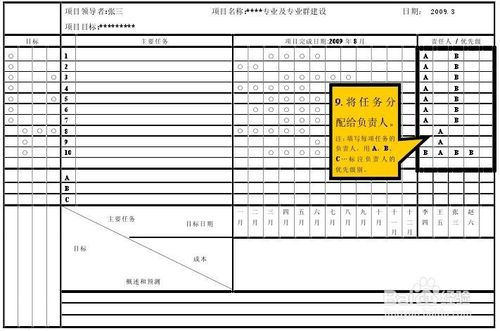 项目领导者:张三 项目名称:****专业及专业群建设 日期: 2009.8
项目目标:*********
目标 主要任务 项目完成日期:2009年8月 责任人/优先级
1 A B
2 A B
3 A B
4 A B
5 A B
6 A B
7 A B
8 A
9 A
10 B A B B
A
B
C
9.将任务分
配给负责人。
注:填写每项任务的
负责人,用A、B、
C…标注负责人的
优先级别。
主要任务 目标日期
目标 成本
概述和预测
一月 二月 三月 四月 五月 六月 七月 八月 九月 十月 十一月 十二月 李四 王五 张三 赵六
Baidu经验